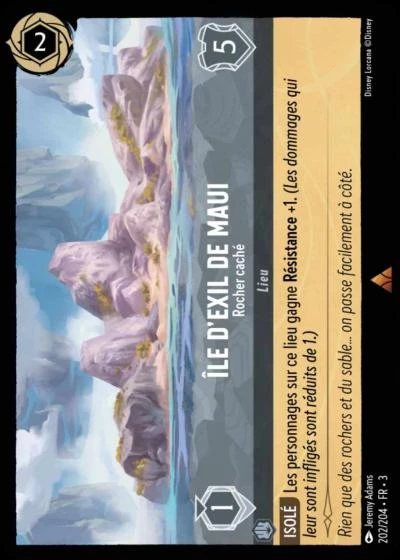 2
5
1
ÎLE D'EXIL DE MAUI
Rocher caché
Lieu
ISOLÉ Les personnages sur ce lieu gagne Résistance +1. (Les dommages qui
leur sont infligés sont réduits de 1.)
Rien que des rochers et du sable... on passe facilement à côté.
Jeremy Adams
202/204 • FR • 3
Disney Lorcana ©Disney